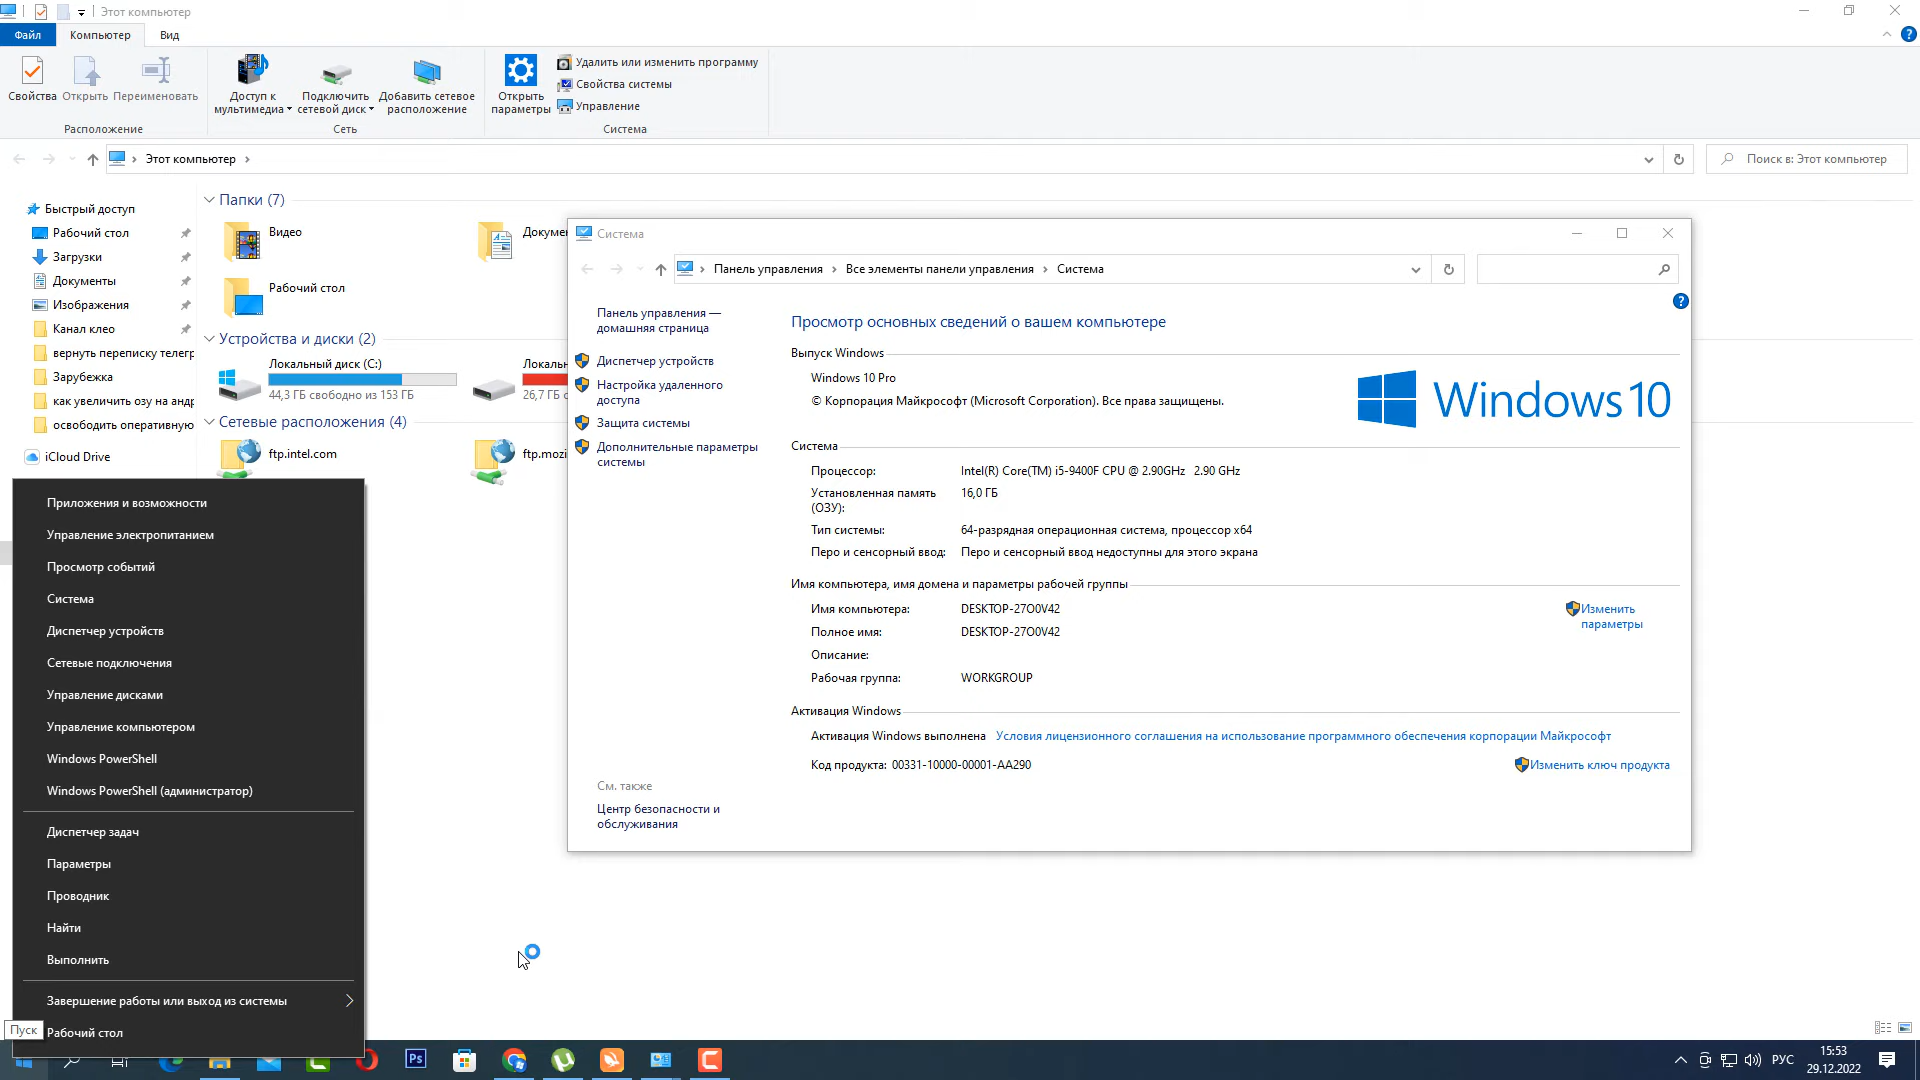 Этот компьютер
Файл
Компьютер
Вид
Свойства
Открыть
Переименовать
Доступ к мультимедиа
Подключить сетевой диск
Добавить сетевое расположение
Открыть параметры
Удалить или изменить программу
Свойства системы
Управление
Расположение
Сеть
Система
Этот компьютер
Поиск в: Этот компьютер
Быстрый доступ
Рабочий стол
Загрузки
Документы
Изображения
Канал клео
вернуть переписку телегр
Зарубежка
как увеличить озу на андр
освободить оперативную
iCloud Drive
Папки (7)
Видео
Докуме
Рабочий стол
Устройства и диски (2)
Локальный диск (C:)
44,3 ГБ свободно из 153 ГБ
Локаль
26,7 ГБ
Сетевые расположения (4)
ftp.intel.com
ftp.mozi
Система
Панель управления
Все элементы панели управления
Система
Панель управления —
домашняя страница
Диспетчер устройств
Настройка удаленного
доступа
Защита системы
Дополнительные параметры
системы
См. также
Центр безопасности и
обслуживания
Просмотр основных сведений о вашем компьютере
Выпуск Windows
Windows 10 Pro
© Корпорация Майкрософт (Microsoft Corporation). Все права защищены.
Windows 10
Система
Процессор: Intel(R) Core(TM) i5-9400F CPU @ 2.90GHz 2.90 GHz
Установленная память 16,0 ГБ
(ОЗУ):
Тип системы: 64-разрядная операционная система, процессор x64
Перо и сенсорный ввод: Перо и сенсорный ввод недоступны для этого экрана
Имя компьютера, имя домена и параметры рабочей группы
Имя компьютера: DESKTOP-27O0V42
Полное имя: DESKTOP-27O0V42
Описание:
Рабочая группа: WORKGROUP
Изменить
параметры
Активация Windows
Активация Windows выполнена Условия лицензионного соглашения на использование программного обеспечения корпорации Майкрософт
Код продукта: 00331-10000-00001-AA290
Изменить ключ продукта
Приложения и возможности
Управление электропитанием
Просмотр событий
Система
Диспетчер устройств
Сетевые подключения
Управление дисками
Управление компьютером
Windows PowerShell
Windows PowerShell (администратор)
Диспетчер задач
Параметры
Проводник
Найти
Выполнить
Завершение работы или выход из системы
Рабочий стол
Пуск
Ps
РУС
15:53
29.12.2022